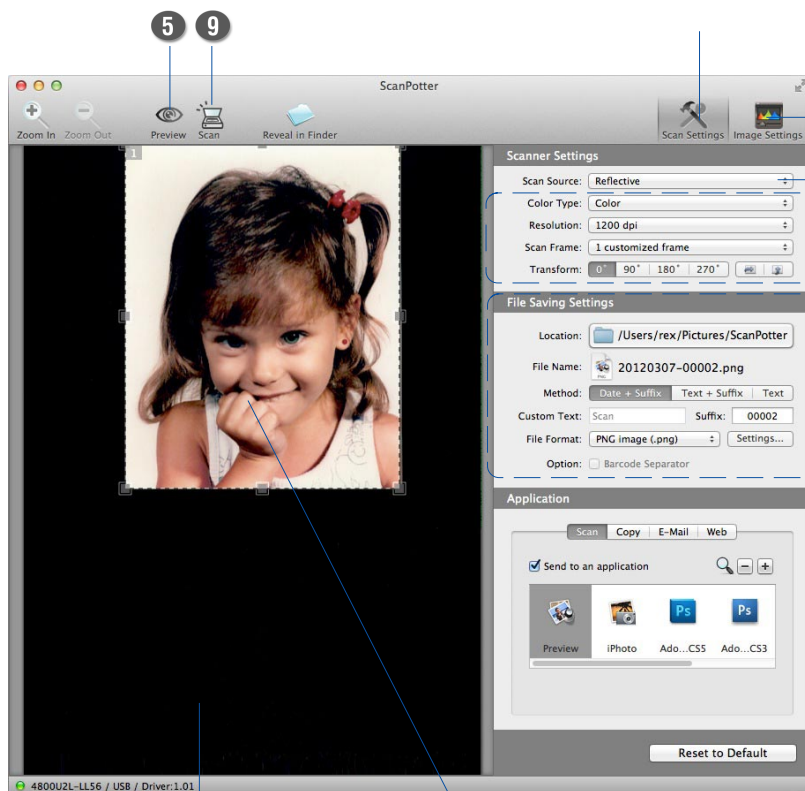 5 9
ScanPotter
Zoom In Zoom Out Preview Scan Reveal in Finder Scan Settings Image Settings
1
Scanner Settings
Scan Source: Reflective
Color Type: Color
Resolution: 1200 dpi
Scan Frame: 1 customized frame
Transform: 0° 90° 180° 270°
File Saving Settings
Location: /Users/rex/Pictures/ScanPotter
File Name: 20120307-00002.png
Method: Date + Suffix Text + Suffix Text
Custom Text: Scan Suffix: 00002
File Format: PNG image (.png) Settings...
Option: Barcode Separator
Application
Scan Copy E-Mail Web
Send to an application
Ps Ps
Preview iPhoto Ado...CS5 Ado...CS3
Reset to Default
4800U2L-LL56 / USB / Driver:1.01